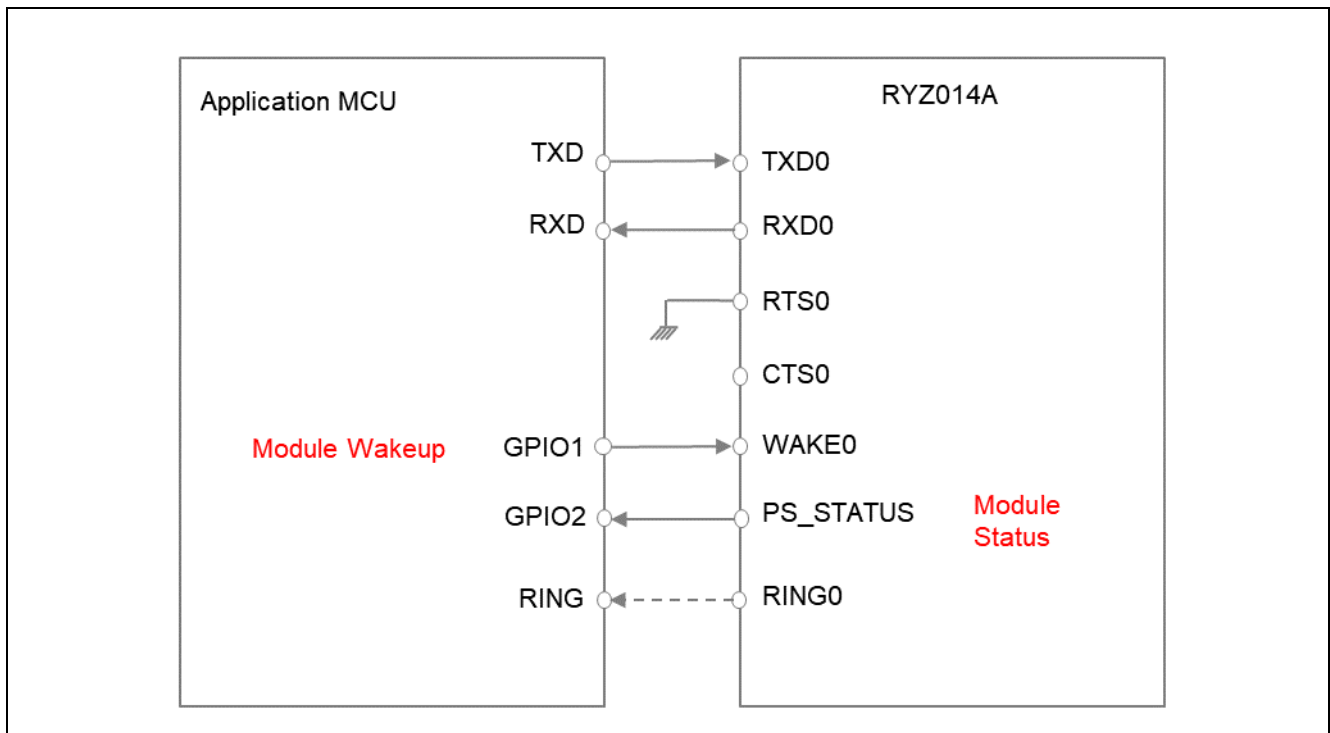 Application MCU
RYZ014A
TXD
TXD0
RXD
RXD0
RTS0
CTS0
Module Wakeup
GPIO1
WAKE0
GPIO2
PS_STATUS
Module
Status
RING
RING0